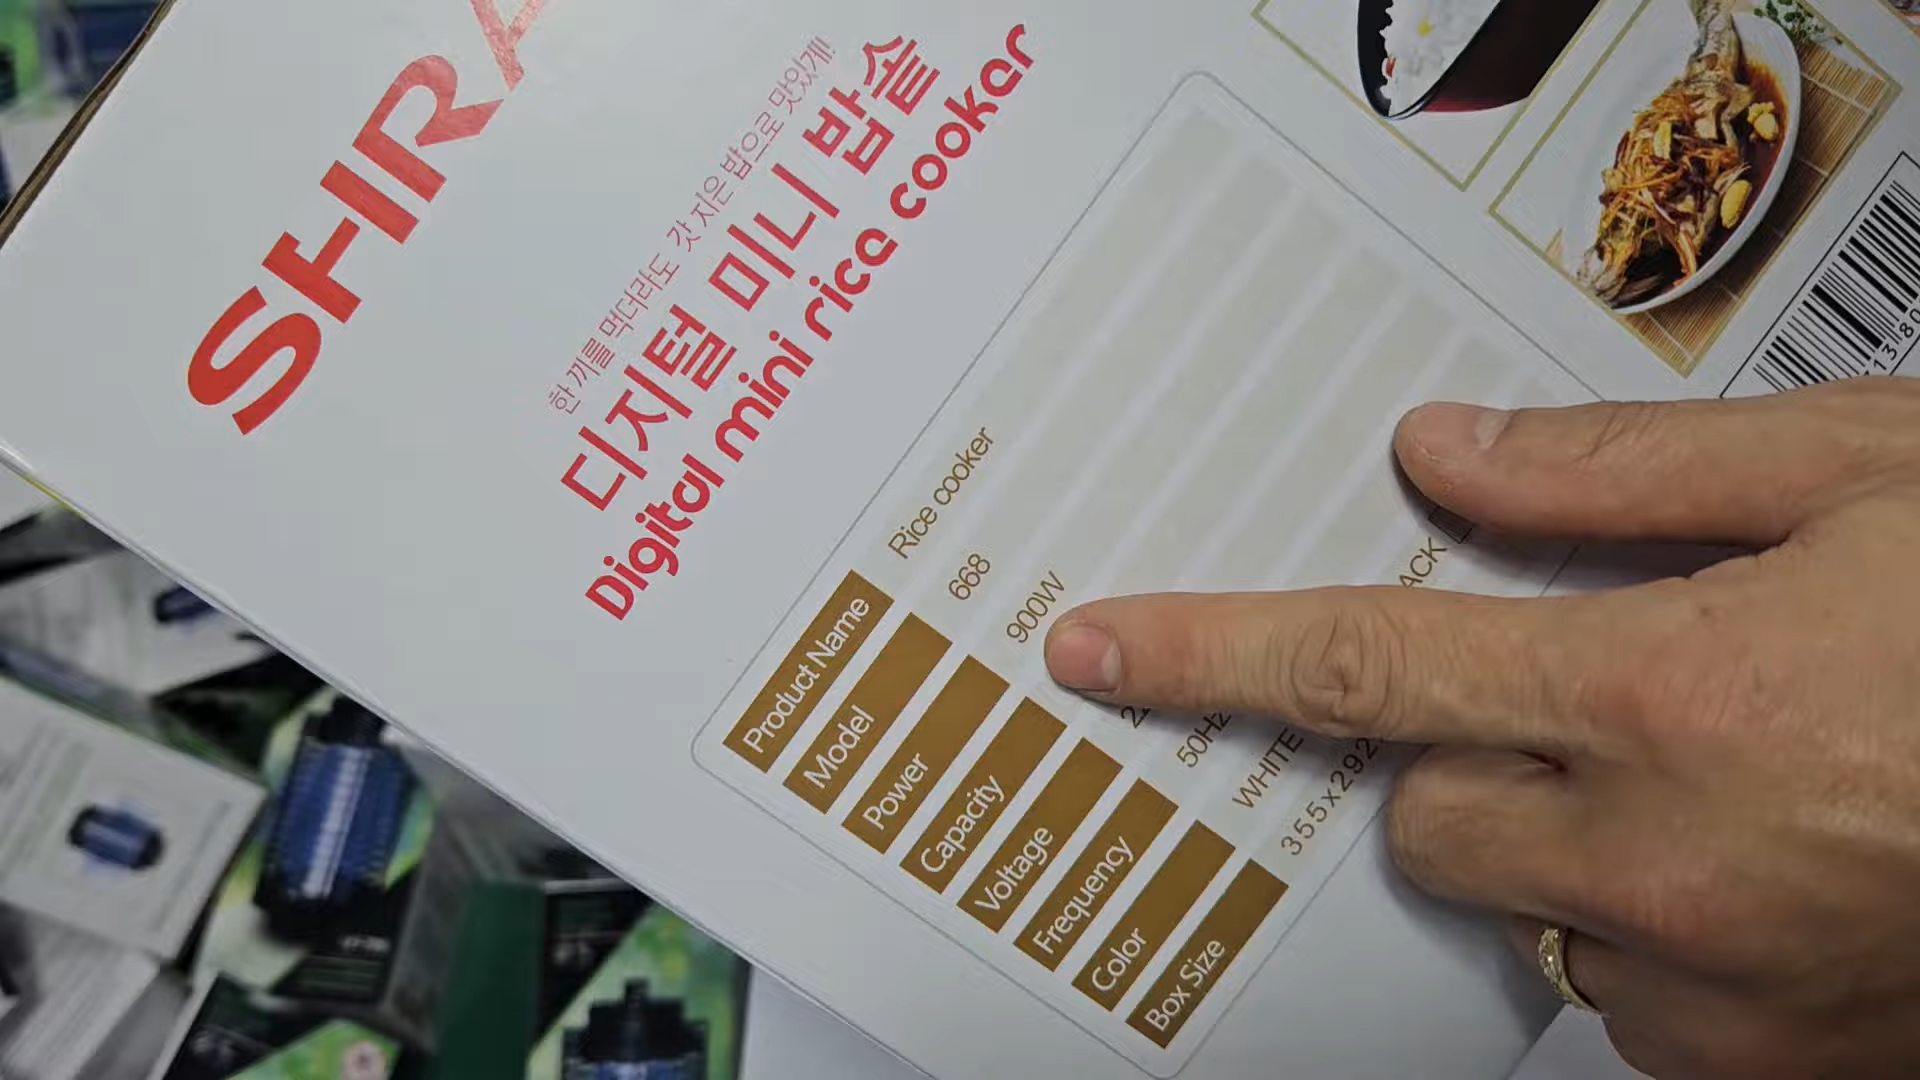 SHRA
한 끼를 먹더라도 갓 지은 밥으로 맛있게!
디지털 미니 밥솥
Digital mini rice cooker
Product Name Rice cooker
Model 668
Power 900W
Capacity
Voltage
Frequency 50Hz
Color WHITE
Box Size 355x292